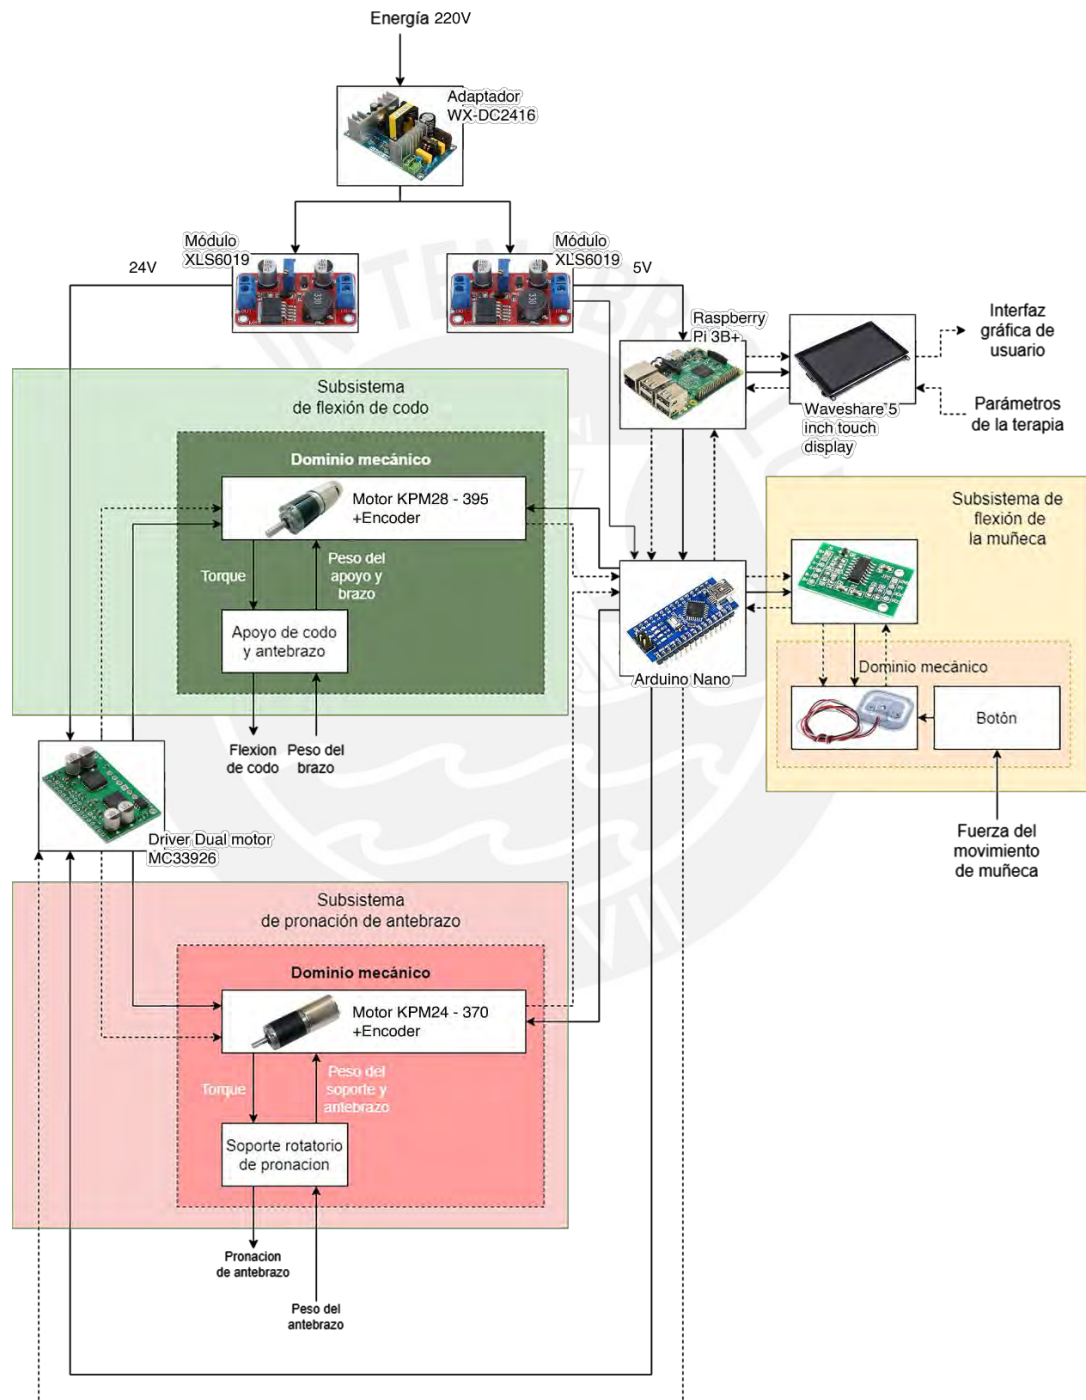 Energía 220V
Adaptador
WX-DC2416
Módulo
XLS6019
Módulo
XLS6019
24V
5V
Raspberry
Pi 3B+
Interfaz
gráfica de
usuario
Waveshare 5
inch touch
display
Parámetros
de la terapia
Subsistema
de flexión de codo
Dominio mecánico
Motor KPM28 - 395
+Encoder
Torque
Peso del
apoyo y
brazo
Apoyo de codo
y antebrazo
Flexion
de codo
Peso del
brazo
Arduino Nano
Subsistema de
flexión de
la muñeca
Dominio mecánico
Botón
Fuerza del
movimiento
de muñeca
Driver Dual motor
MC33926
Subsistema
de pronación de antebrazo
Dominio mecánico
Motor KPM24 - 370
+Encoder
Torque
Peso del
soporte y
antebrazo
Soporte rotatorio
de pronacion
Pronacion
de antebrazo
Peso del
antebrazo